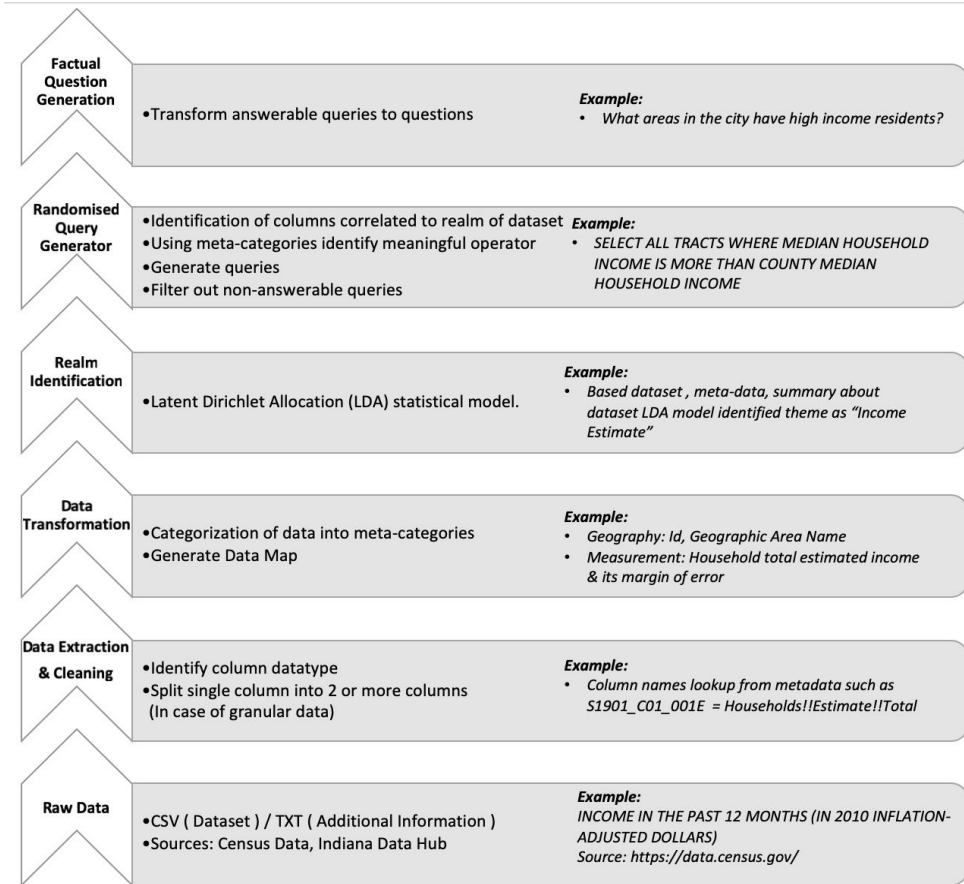 Factual
Question
Generation
•Transform answerable queries to questions
Example:
• What areas in the city have high income residents?
Randomised
Query
Generator
•Identification of columns correlated to realm of dataset
•Using meta-categories identify meaningful operator
•Generate queries
•Filter out non-answerable queries
Example:
• SELECT ALL TRACTS WHERE MEDIAN HOUSEHOLD
INCOME IS MORE THAN COUNTY MEDIAN
HOUSEHOLD INCOME
Realm
Identification
•Latent Dirichlet Allocation (LDA) statistical model.
Example:
• Based dataset , meta-data, summary about
dataset LDA model identified theme as “Income
Estimate”
Data
Transformation
•Categorization of data into meta-categories
•Generate Data Map
Example:
• Geography: Id, Geographic Area Name
• Measurement: Household total estimated income
& its margin of error
Data Extraction
& Cleaning
•Identify column datatype
•Split single column into 2 or more columns
(In case of granular data)
Example:
• Column names lookup from metadata such as
S1901_C01_001E = Households!!Estimate!!Total
Raw Data
•CSV ( Dataset ) / TXT ( Additional Information )
•Sources: Census Data, Indiana Data Hub
Example:
INCOME IN THE PAST 12 MONTHS (IN 2010 INFLATION-
ADJUSTED DOLLARS)
Source: https://data.census.gov/